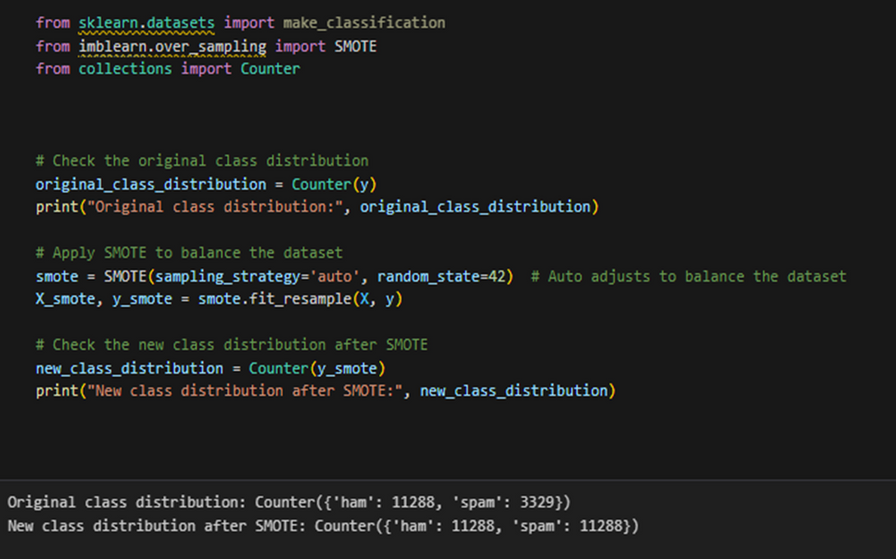 from sklearn.datasets import make_classification
from imblearn.over_sampling import SMOTE
from collections import Counter
# Check the original class distribution
original_class_distribution = Counter(y)
print("Original class distribution:", original_class_distribution)
# Apply SMOTE to balance the dataset
smote = SMOTE(sampling_strategy='auto', random_state=42)  # Auto adjusts to balance the dataset
X_smote, y_smote = smote.fit_resample(X, y)
# Check the new class distribution after SMOTE
new_class_distribution = Counter(y_smote)
print("New class distribution after SMOTE:", new_class_distribution)
Original class distribution: Counter({'ham': 11288, 'spam': 3329})
New class distribution after SMOTE: Counter({'ham': 11288, 'spam': 11288})